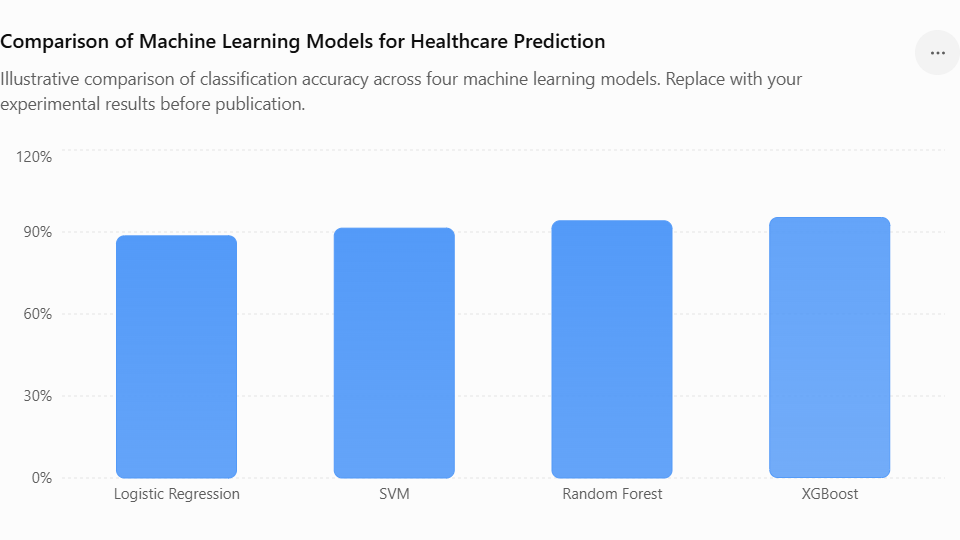 Comparison of Machine Learning Models for Healthcare Prediction
Illustrative comparison of classification accuracy across four machine learning models. Replace with your
experimental results before publication.
120%
90%
60%
30%
0%
Logistic Regression
SVM
Random Forest
XGBoost